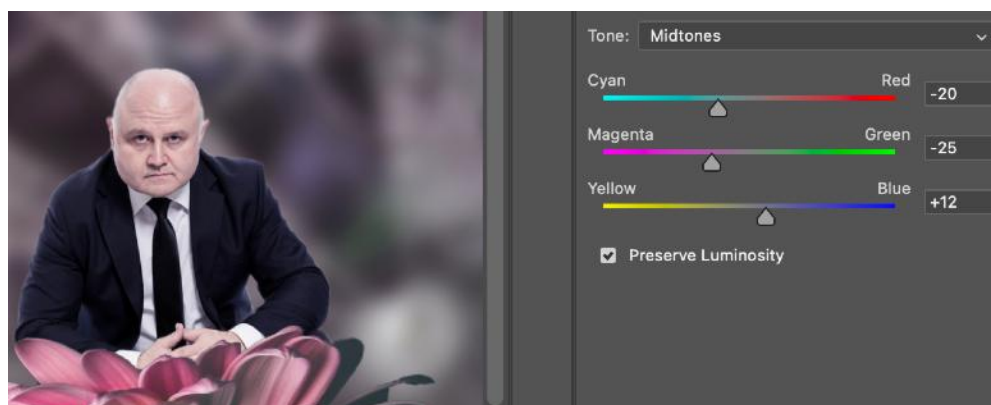 Tone: Midtones
Cyan Red -20
Magenta Green -25
Yellow Blue +12
Preserve Luminosity